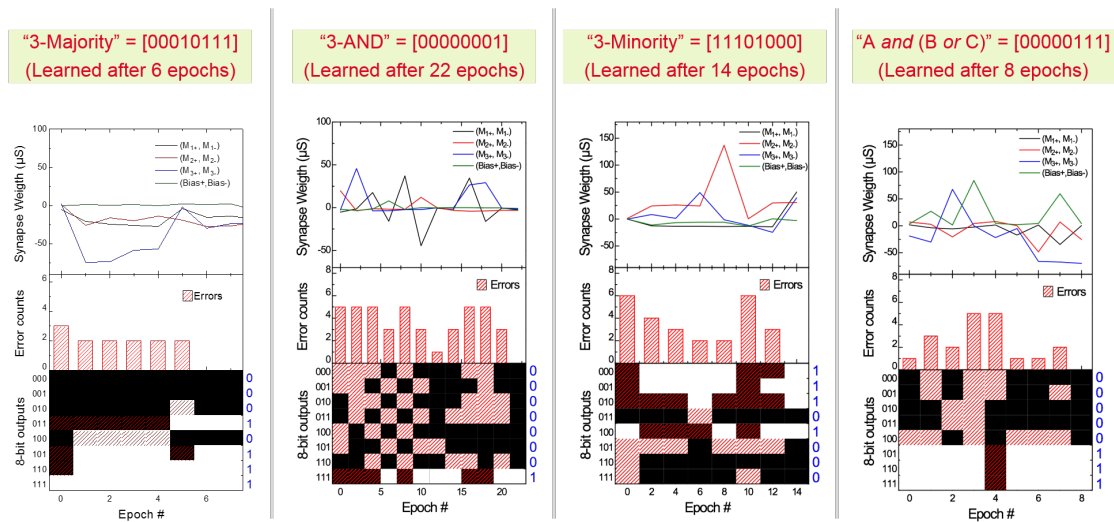 “3-Majority” = [00010111]
(Learned after 6 epochs)
100
50
0
-50
Synapse Weigth (µS)
(M1+, M1-)
(M2+, M2-)
(M3+, M3-)
(Bias+,Bias-)
6
4
2
0
Error counts
Errors
000
001
010
011
100
101
110
111
8-bit outputs
0
0
0
1
0
1
1
1
0 2 4 6
Epoch #
“3-AND” = [00000001]
(Learned after 22 epochs)
100
50
0
-50
-100
Synapse Weigth (µS)
(M1+, M1-)
(M2+, M2-)
(M3+, M3-)
(Bias+,Bias-)
8
6
4
2
0
Error counts
Errors
000
001
010
011
100
101
110
111
8-bit outputs
0
0
0
0
0
0
0
1
0 5 10 15 20
Epoch #
“3-Minority” = [11101000]
(Learned after 14 epochs)
150
100
50
0
-50
Synapse Weigth (µS)
(M1+, M1-)
(M2+, M2-)
(M3+, M3-)
(Bias+,Bias-)
8
6
4
2
0
Error counts
Errors
000
001
010
011
100
101
110
111
8-bit outputs
1
1
1
0
1
0
0
0
0 2 4 6 8 10 12 14
Epoch #
“A and (B or C)” = [00000111]
(Learned after 8 epochs)
150
100
50
0
-50
Synapse Weigth (µS)
(M1+, M1-)
(M2+, M2-)
(M3+, M3-)
(Bias+,Bias-)
8
6
4
2
0
Error counts
Errors
000
001
010
011
100
101
110
111
8-bit outputs
0
0
0
0
0
1
1
1
0 2 4 6 8
Epoch #